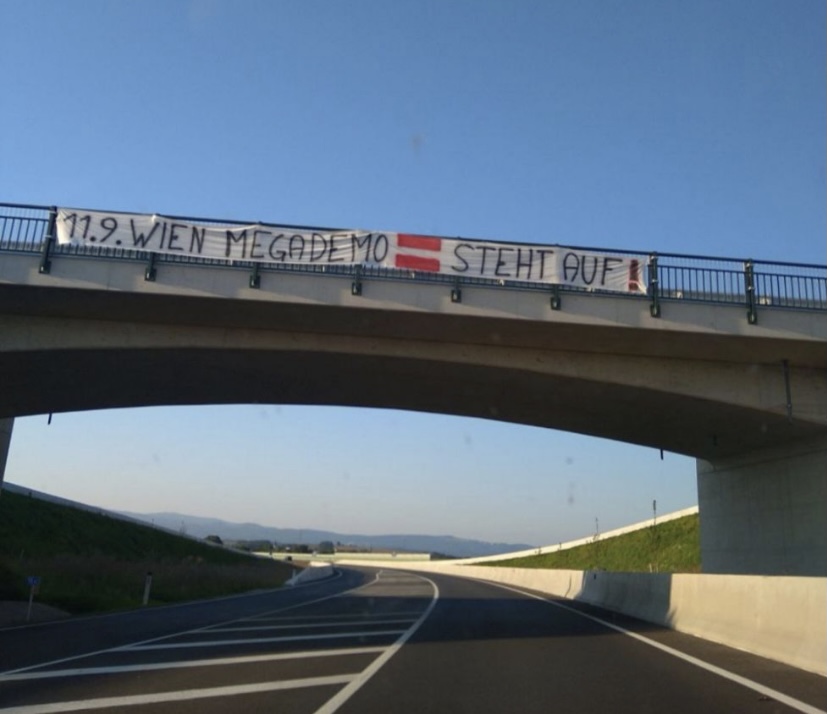 11.9. WIEN MEGADEMO STEHT AUF!